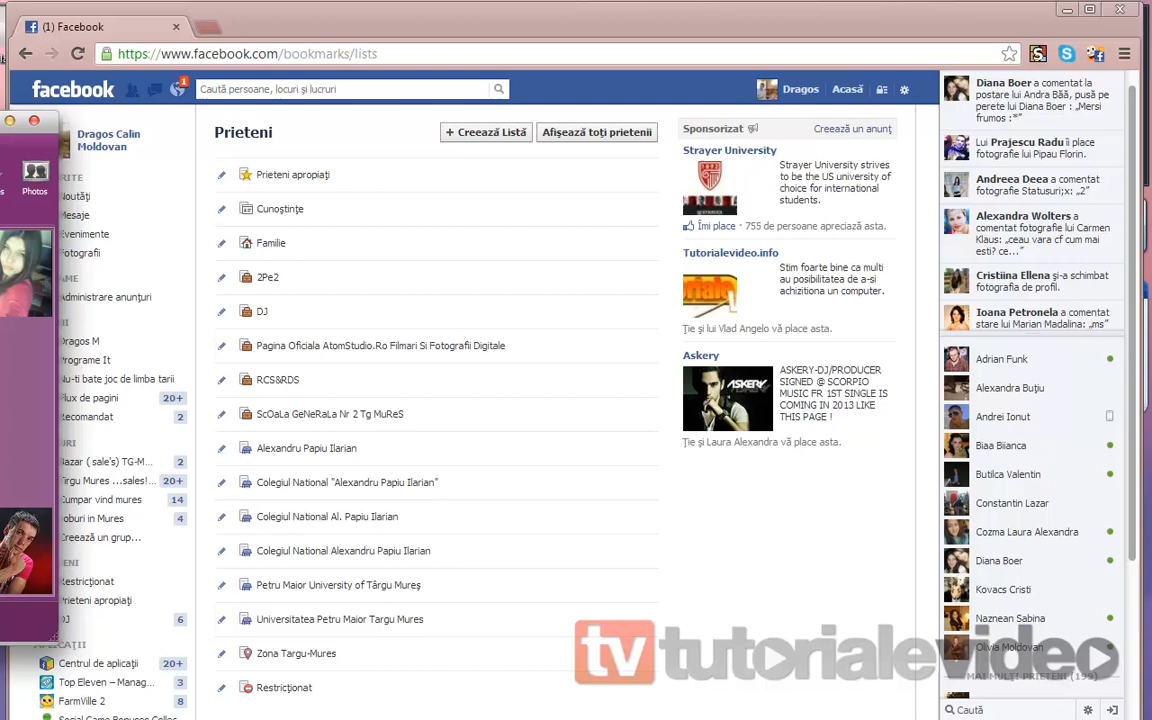 (1) Facebook
https://www.facebook.com/bookmarks/lists
facebook
1
Caută persoane, locuri și lucruri
Dragos
Acasă
Dragos Calin
Moldovan
Photos
Noutăți
Mesaje
Evenimente
Fotografii
Administrare anunțuri
Dragos M
Programe It
Nu-ti bate joc de limba tarii
Flux de pagini 20+
Recomandat 2
Bazar ( sale's) TG-M... 2
Tirgu Mures ...sales!... 20+
Cumpar vind mures 14
Joburi in Mures 4
Creează un grup...
Restricționat
Prieteni apropiați
DJ 6
Centrul de aplicații 20+
Top Eleven – Manag... 3
FarmVille 2 8
Social Game Bonuses Collec...
Prieteni
+ Creează Listă
Afișează toți prietenii
Prieteni apropiați
Cunoștințe
Familie
2Pe2
DJ
Pagina Oficiala AtomStudio.Ro Filmari Si Fotografii Digitale
RCS&RDS
ScOaLa GeNeRaLa Nr 2 Tg MuReS
Alexandru Papiu Ilarian
Colegiul National "Alexandru Papiu Ilarian"
Colegiul National Al. Papiu Ilarian
Colegiul National Alexandru Papiu Ilarian
Petru Maior University of Târgu Mureș
Universitatea Petru Maior Targu Mures
Zona Targu-Mures
Restricționat
Sponsorizat
Creează un anunț
Strayer University
Strayer University strives
to be the US university of
choice for international
students.
Îmi place · 755 de persoane apreciază asta.
Tutorialevideo.info
Stim foarte bine ca multi
au posibilitatea de a-si
achizitiona un computer.
Ție și lui Vlad Angelo vă place asta.
Askery
ASKERY
ASKERY-DJ/PRODUCER
SIGNED @ SCORPIO
MUSIC FR 1ST SINGLE IS
COMING IN 2013 LIKE
THIS PAGE !
Ție și Laura Alexandra vă place asta.
Diana Boer a comentat la
postare lui Andra Băă, pusă pe
perete lui Diana Boer : „Mersi
frumos :*”
Lui Prajescu Radu îi place
fotografie lui Pipau Florin.
Andreea Deea a comentat
fotografie Statusuri;x: „2”
Alexandra Wolters a
comentat fotografie lui Carmen
Klaus: „ceau vara cf cum mai
esti? ce...”
Cristiina Ellena și-a schimbat
fotografia de profil.
Ioana Petronela a comentat
stare lui Marian Madalina: „ms”
Adrian Funk
Alexandra Buțiu
Andrei Ionut
Biaa Biianca
Butilca Valentin
Constantin Lazar
Cozma Laura Alexandra
Diana Boer
Kovacs Cristi
Naznean Sabina
Olivia Moldovan
MAI MULȚI PRIETENI (199)
Caută
tv tutorialevideo